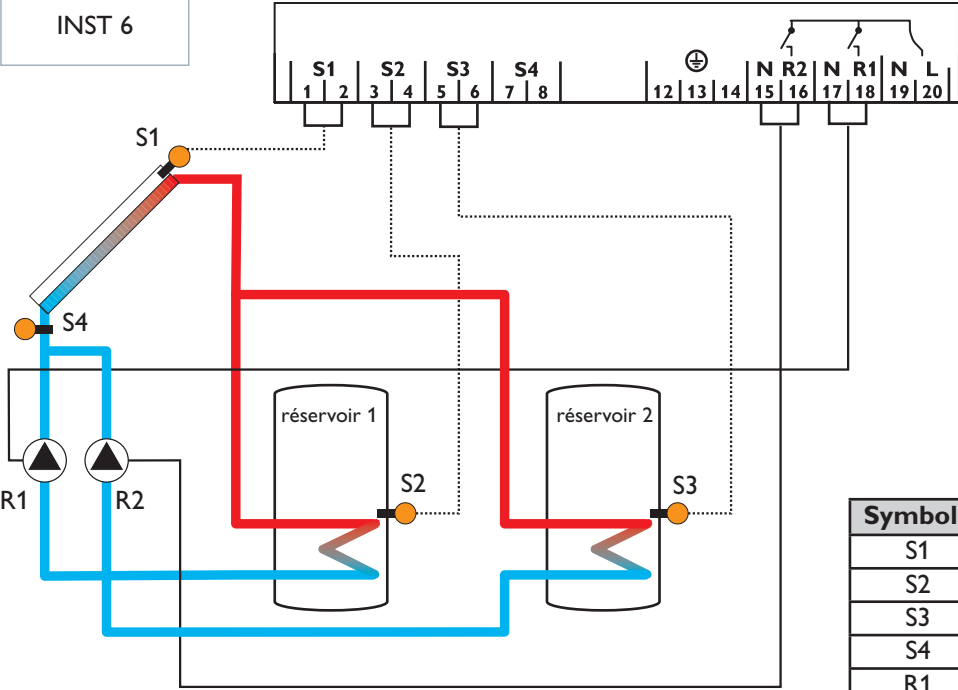 INST 6
S1 S2 S3 S4 N R2 N R1 N L
1 2 3 4 5 6 7 8 12 13 14 15 16 17 18 19 20
S1
S4
réservoir 1
réservoir 2
S2
S3
R1
R2
Symbol
S1
S2
S3
S4
R1